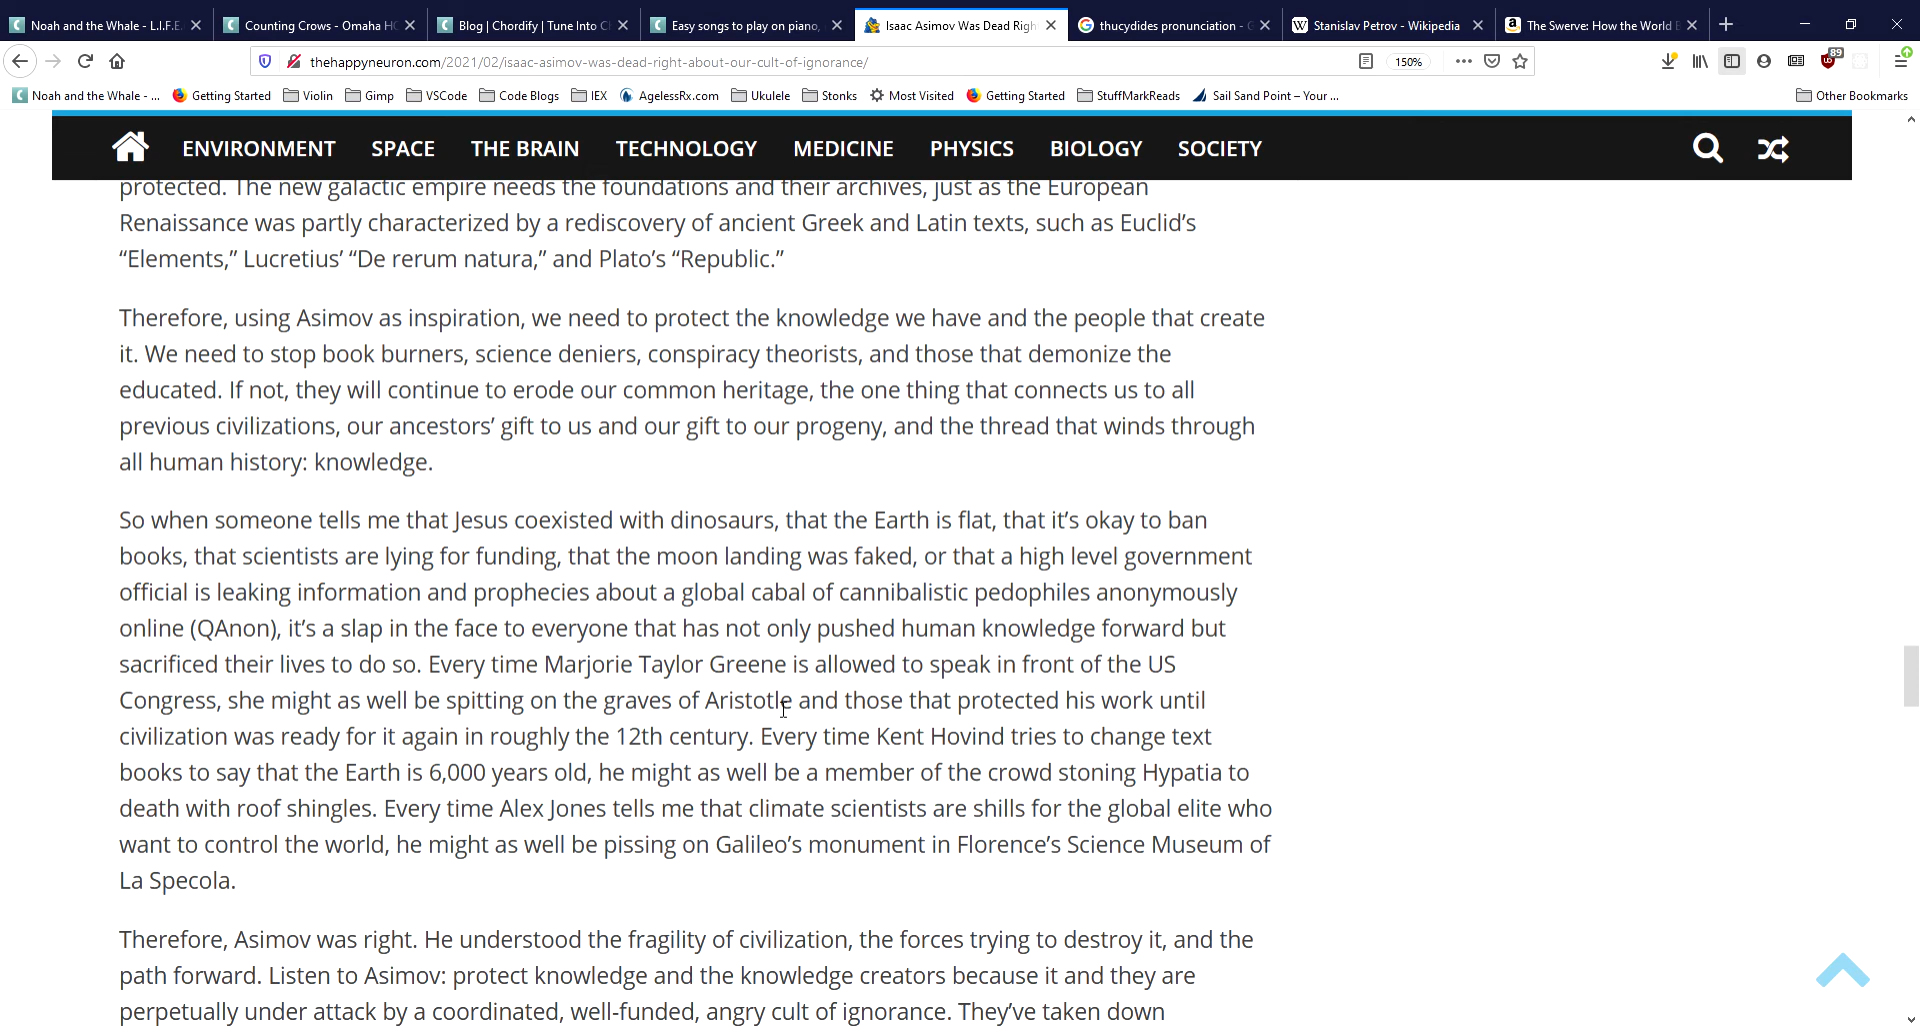 Noah and the Whale - L.I.F.E.
Counting Crows - Omaha
Blog | Chordify | Tune Into
Easy songs to play on piano,
Isaac Asimov Was Dead Righ
thucydides pronunciation -
Stanislav Petrov - Wikipedia
The Swerve: How the World
thehappyneuron.com/2021/02/isaac-asimov-was-dead-right-about-our-cult-of-ignorance/
150%
89
Noah and the Whale - ...
Getting Started
Violin
Gimp
VSCode
Code Blogs
IEX
AgelessRx.com
Ukulele
Stonks
Most Visited
Getting Started
StuffMarkReads
Sail Sand Point – Your ...
Other Bookmarks
ENVIRONMENT SPACE THE BRAIN TECHNOLOGY MEDICINE PHYSICS BIOLOGY SOCIETY
protected. The new galactic empire needs the foundations and their archives, just as the European
Renaissance was partly characterized by a rediscovery of ancient Greek and Latin texts, such as Euclid’s
“Elements,” Lucretius’ “De rerum natura,” and Plato’s “Republic.”
Therefore, using Asimov as inspiration, we need to protect the knowledge we have and the people that create
it. We need to stop book burners, science deniers, conspiracy theorists, and those that demonize the
educated. If not, they will continue to erode our common heritage, the one thing that connects us to all
previous civilizations, our ancestors’ gift to us and our gift to our progeny, and the thread that winds through
all human history: knowledge.
So when someone tells me that Jesus coexisted with dinosaurs, that the Earth is flat, that it’s okay to ban
books, that scientists are lying for funding, that the moon landing was faked, or that a high level government
official is leaking information and prophecies about a global cabal of cannibalistic pedophiles anonymously
online (QAnon), it’s a slap in the face to everyone that has not only pushed human knowledge forward but
sacrificed their lives to do so. Every time Marjorie Taylor Greene is allowed to speak in front of the US
Congress, she might as well be spitting on the graves of Aristotle and those that protected his work until
civilization was ready for it again in roughly the 12th century. Every time Kent Hovind tries to change text
books to say that the Earth is 6,000 years old, he might as well be a member of the crowd stoning Hypatia to
death with roof shingles. Every time Alex Jones tells me that climate scientists are shills for the global elite who
want to control the world, he might as well be pissing on Galileo’s monument in Florence’s Science Museum of
La Specola.
Therefore, Asimov was right. He understood the fragility of civilization, the forces trying to destroy it, and the
path forward. Listen to Asimov: protect knowledge and the knowledge creators because it and they are
perpetually under attack by a coordinated, well-funded, angry cult of ignorance. They’ve taken down